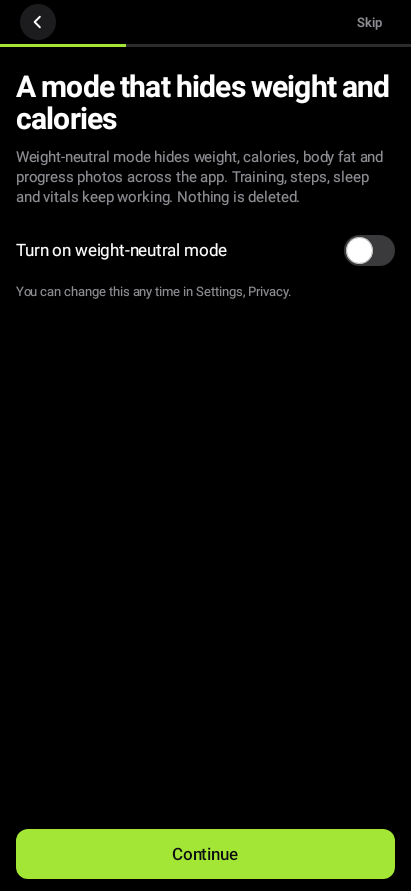 Skip
A mode that hides weight and
calories
Weight-neutral mode hides weight, calories, body fat and
progress photos across the app. Training, steps, sleep
and vitals keep working. Nothing is deleted.
Turn on weight-neutral mode
You can change this any time in Settings, Privacy.
Continue